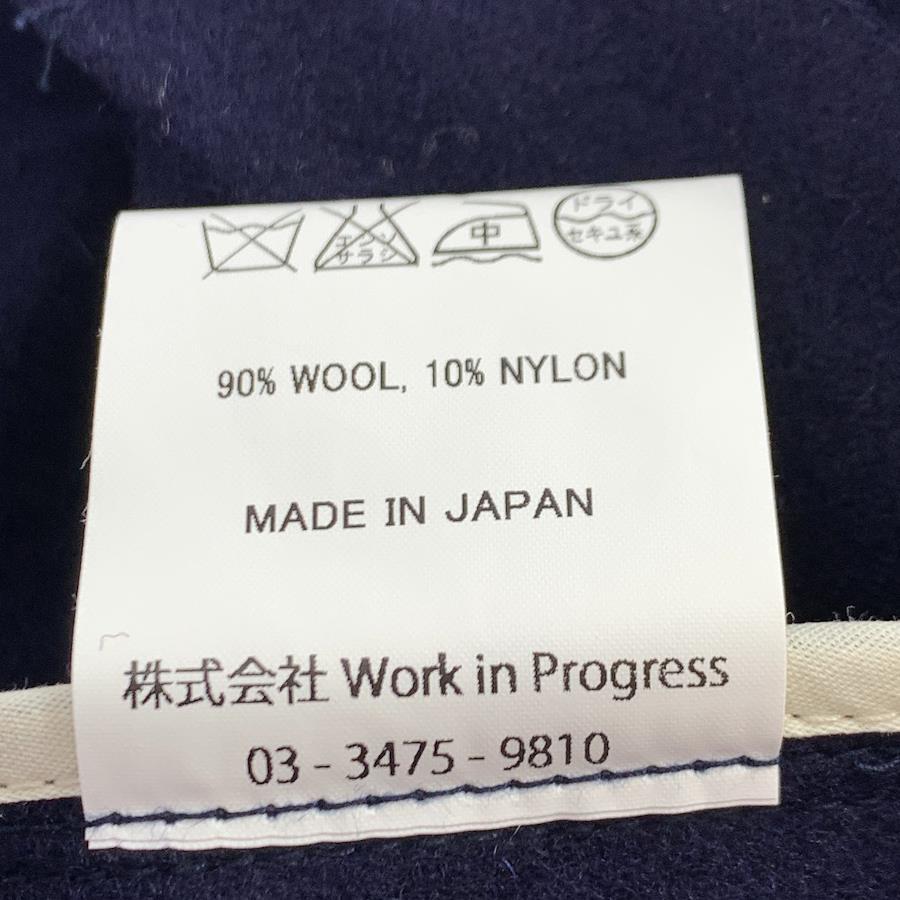 エンソ
サラシ
中
ドライ
セキユ系
90% WOOL, 10% NYLON
MADE IN JAPAN
株式会社 Work in Progress
03 - 3475 - 9810